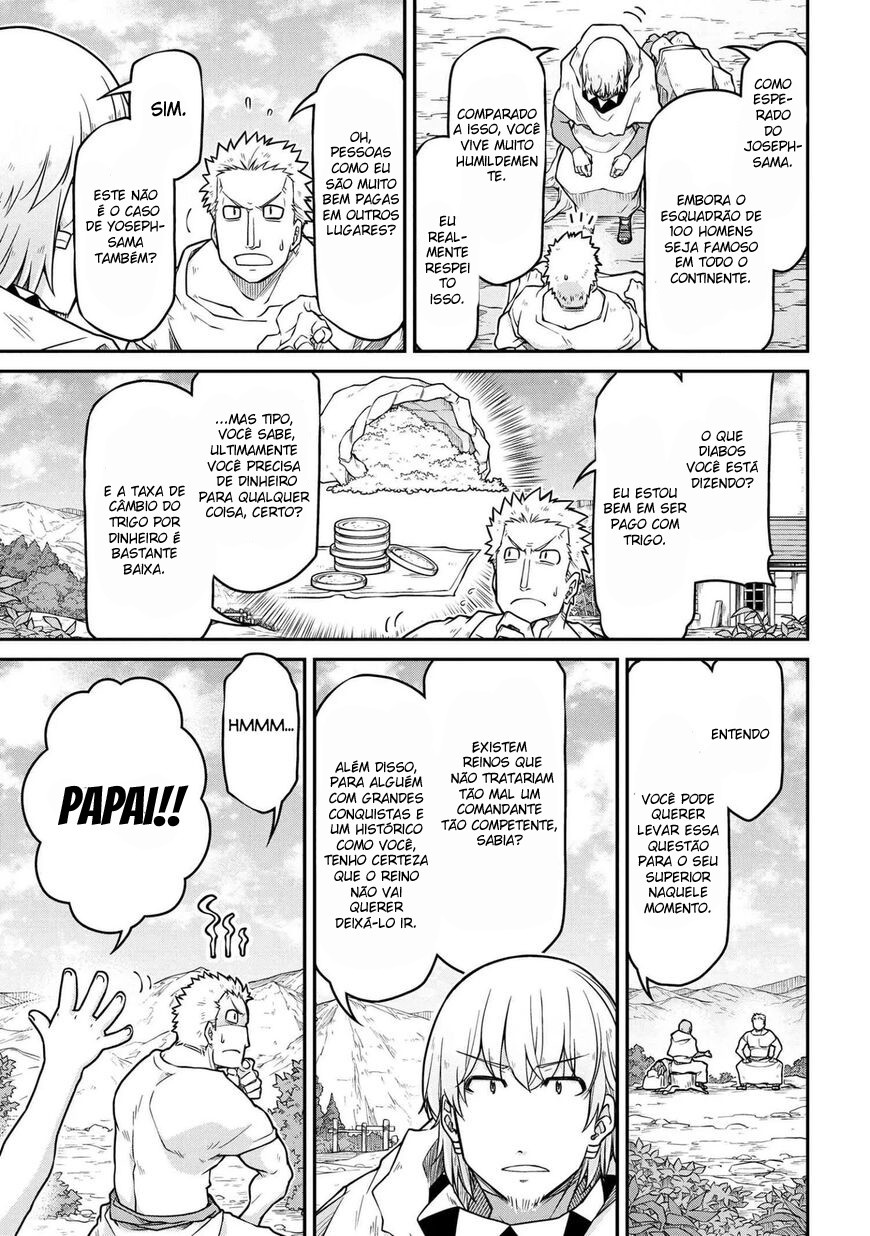 COMO
ESPE-
RADO
DO
JOSEPH-
SAMA.
EMBORA O
ESQUADRÃO DE
100 HOMENS
SEJA FAMOSO
EM TODO O
CONTINENTE.
COMPARADO
A ISSO, VOCÊ
VIVE MUITO
HUMILDEMEN
TE.
EU
REAL-
MENTE
RESPEI
TO
ISSO.
OH,
PESSOAS
COMO EU
SÃO MUITO
BEM PAGAS
EM OUTROS
LUGARES?
SIM.
ESTE NÃO
É O CASO
DE YOSEPH-
SAMA
TAMBÉM?
O QUE
DIABOS
VOCÊ ESTÁ
DIZENDO?
EU ESTOU
BEM EM SER
PAGO COM
TRIGO.
...MAS TIPO,
VOCÊ SABE,
ULTIMAMENTE
VOCÊ PRECISA
DE DINHEIRO
PARA QUALQUER
COISA, CERTO?
E A TAXA DE
CÂMBIO DO
TRIGO POR
DINHEIRO É
BASTANTE
BAIXA.
ENTENDO
VOCÊ PODE
QUERER
LEVAR ESSA
QUESTÃO
PARA O SEU
SUPERIOR
NAQUELE
MOMENTO.
EXISTEM
REINOS QUE
NÃO TRATARIAM
TÃO MAL UM
COMANDANTE
TÃO COMPETENTE,
SABIA?
ALÉM DISSO,
PARA ALGUÉM
COM GRANDES
CONQUISTAS E
UM HISTÓRICO
COMO VOCÊ,
TENHO CERTEZA
QUE O REINO
NÃO VAI
QUERER
DEIXÁ-LO IR.
HMMM...
PAPAI!!